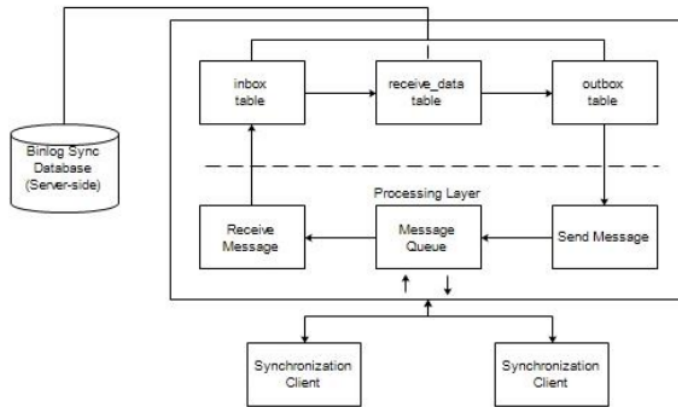 inbox
table
receive_data
table
outbox
table
Binlog Sync
Database
(Server-side)
Processing Layer
Receive
Message
Message
Queue
Send Message
Synchronization
Client
Synchronization
Client